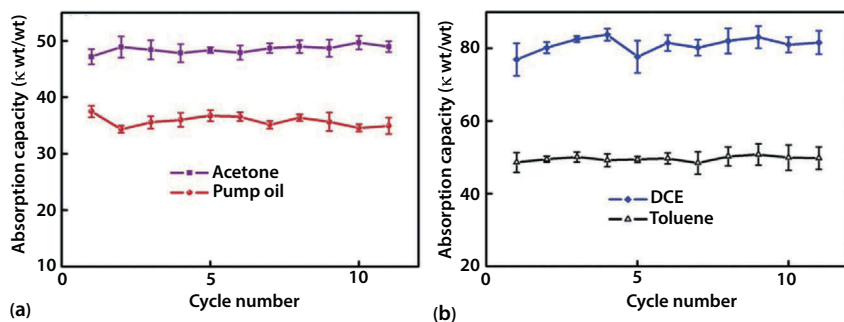 60
50
40
30
20
10
Absorption capacity (κ wt/wt)
Acetone
Pump oil
0
5
10
Cycle number
(a)
80
60
40
20
Absorption capacity (κ wt/wt)
DCE
Toluene
0
5
10
Cycle number
(b)